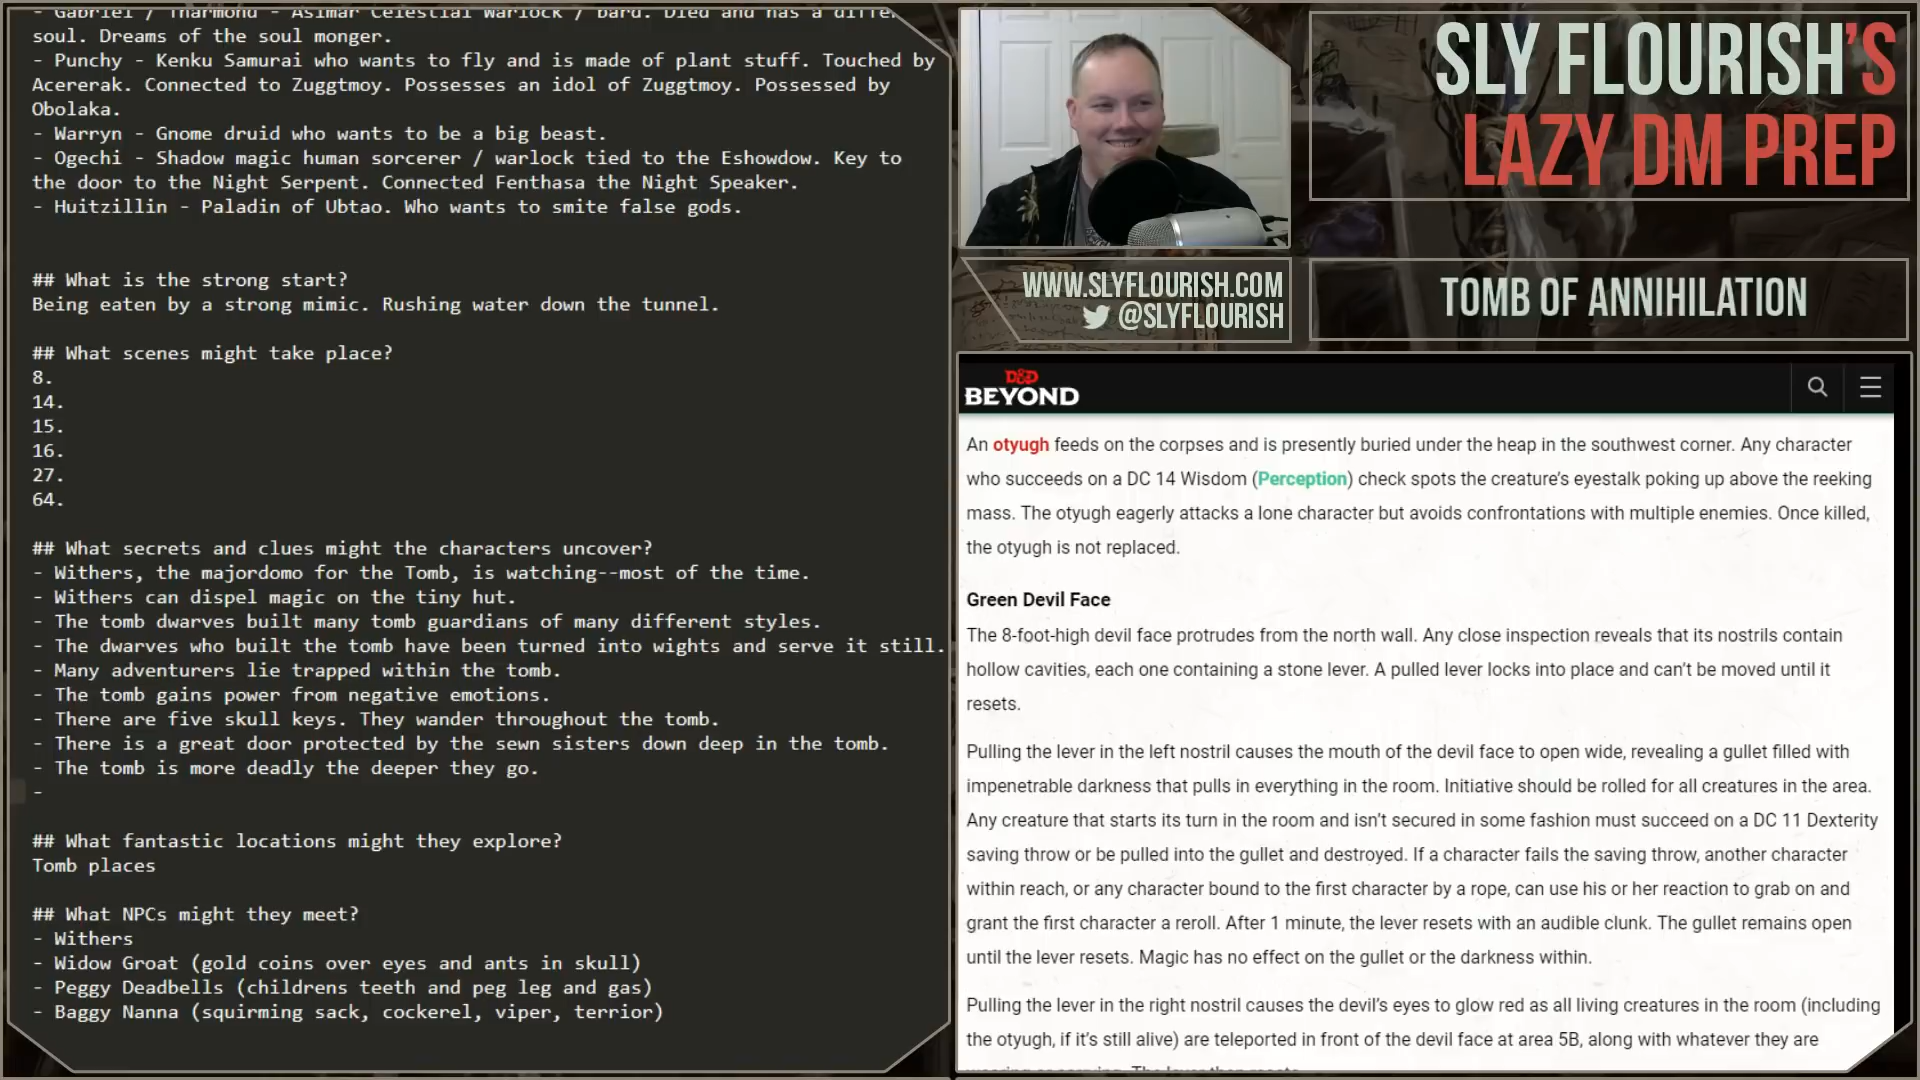 Gabriel / Tharmond - Asimar Celestial Warlock / bard. Died and has a
soul. Dreams of the soul monger.
- Punchy - Kenku Samurai who wants to fly and is made of plant stuff. Touched by
Acererak. Connected to Zuggtmoy. Possesses an idol of Zuggtmoy. Possessed by
Obolaka.
- Warryn - Gnome druid who wants to be a big beast.
- Ogechi - Shadow magic human sorcerer / warlock tied to the Eshowdow. Key to
the door to the Night Serpent. Connected Fenthasa the Night Speaker.
- Huitzillin - Paladin of Ubtao. Who wants to smite false gods.
## What is the strong start?
Being eaten by a strong mimic. Rushing water down the tunnel.
## What scenes might take place?
8.
14.
15.
16.
27.
64.
## What secrets and clues might the characters uncover?
- Withers, the majordomo for the Tomb, is watching--most of the time.
- Withers can dispel magic on the tiny hut.
- The tomb dwarves built many tomb guardians of many different styles.
- The dwarves who built the tomb have been turned into wights and serve it still.
- Many adventurers lie trapped within the tomb.
- The tomb gains power from negative emotions.
- There are five skull keys. They wander throughout the tomb.
- There is a great door protected by the sewn sisters down deep in the tomb.
- The tomb is more deadly the deeper they go.
-
## What fantastic locations might they explore?
Tomb places
## What NPCs might they meet?
- Withers
- Widow Groat (gold coins over eyes and ants in skull)
- Peggy Deadbells (childrens teeth and peg leg and gas)
- Baggy Nanna (squirming sack, cockerel, viper, terrior)
SLY FLOURISH'S
LAZY DM PREP
WWW.SLYFLOURISH.COM
@SLYFLOURISH
TOMB OF ANNIHILATION
D&D
BEYOND
An otyugh feeds on the corpses and is presently buried under the heap in the southwest corner. Any character
who succeeds on a DC 14 Wisdom (Perception) check spots the creature's eyestalk poking up above the reeking
mass. The otyugh eagerly attacks a lone character but avoids confrontations with multiple enemies. Once killed,
the otyugh is not replaced.
Green Devil Face
The 8-foot-high devil face protrudes from the north wall. Any close inspection reveals that its nostrils contain
hollow cavities, each one containing a stone lever. A pulled lever locks into place and can't be moved until it
resets.
Pulling the lever in the left nostril causes the mouth of the devil face to open wide, revealing a gullet filled with
impenetrable darkness that pulls in everything in the room. Initiative should be rolled for all creatures in the area.
Any creature that starts its turn in the room and isn't secured in some fashion must succeed on a DC 11 Dexterity
saving throw or be pulled into the gullet and destroyed. If a character fails the saving throw, another character
within reach, or any character bound to the first character by a rope, can use his or her reaction to grab on and
grant the first character a reroll. After 1 minute, the lever resets with an audible clunk. The gullet remains open
until the lever resets. Magic has no effect on the gullet or the darkness within.
Pulling the lever in the right nostril causes the devil's eyes to glow red as all living creatures in the room (including
the otyugh, if it's still alive) are teleported in front of the devil face at area 5B, along with whatever they are